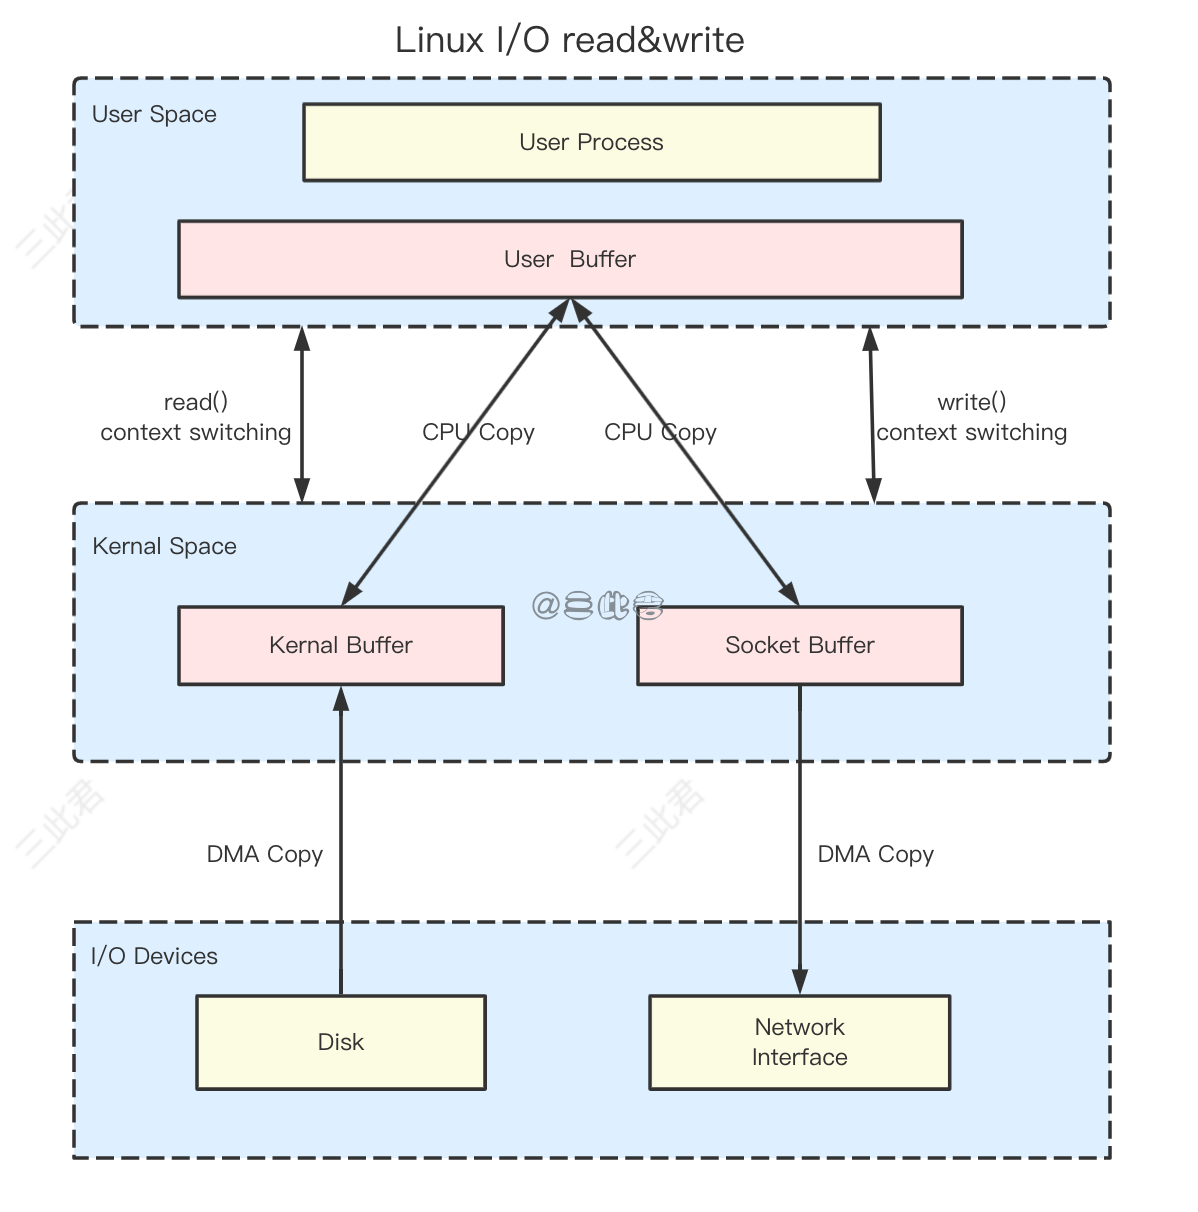 Linux I/O read&write
User Space
User Process
User  Buffer
read()
context switching
CPU Copy
CPU Copy
write()
context switching
Kernal Space
@三此君
Kernal Buffer
Socket Buffer
DMA Copy
DMA Copy
I/O Devices
Disk
Network
Interface
三此君
三此君
三此君